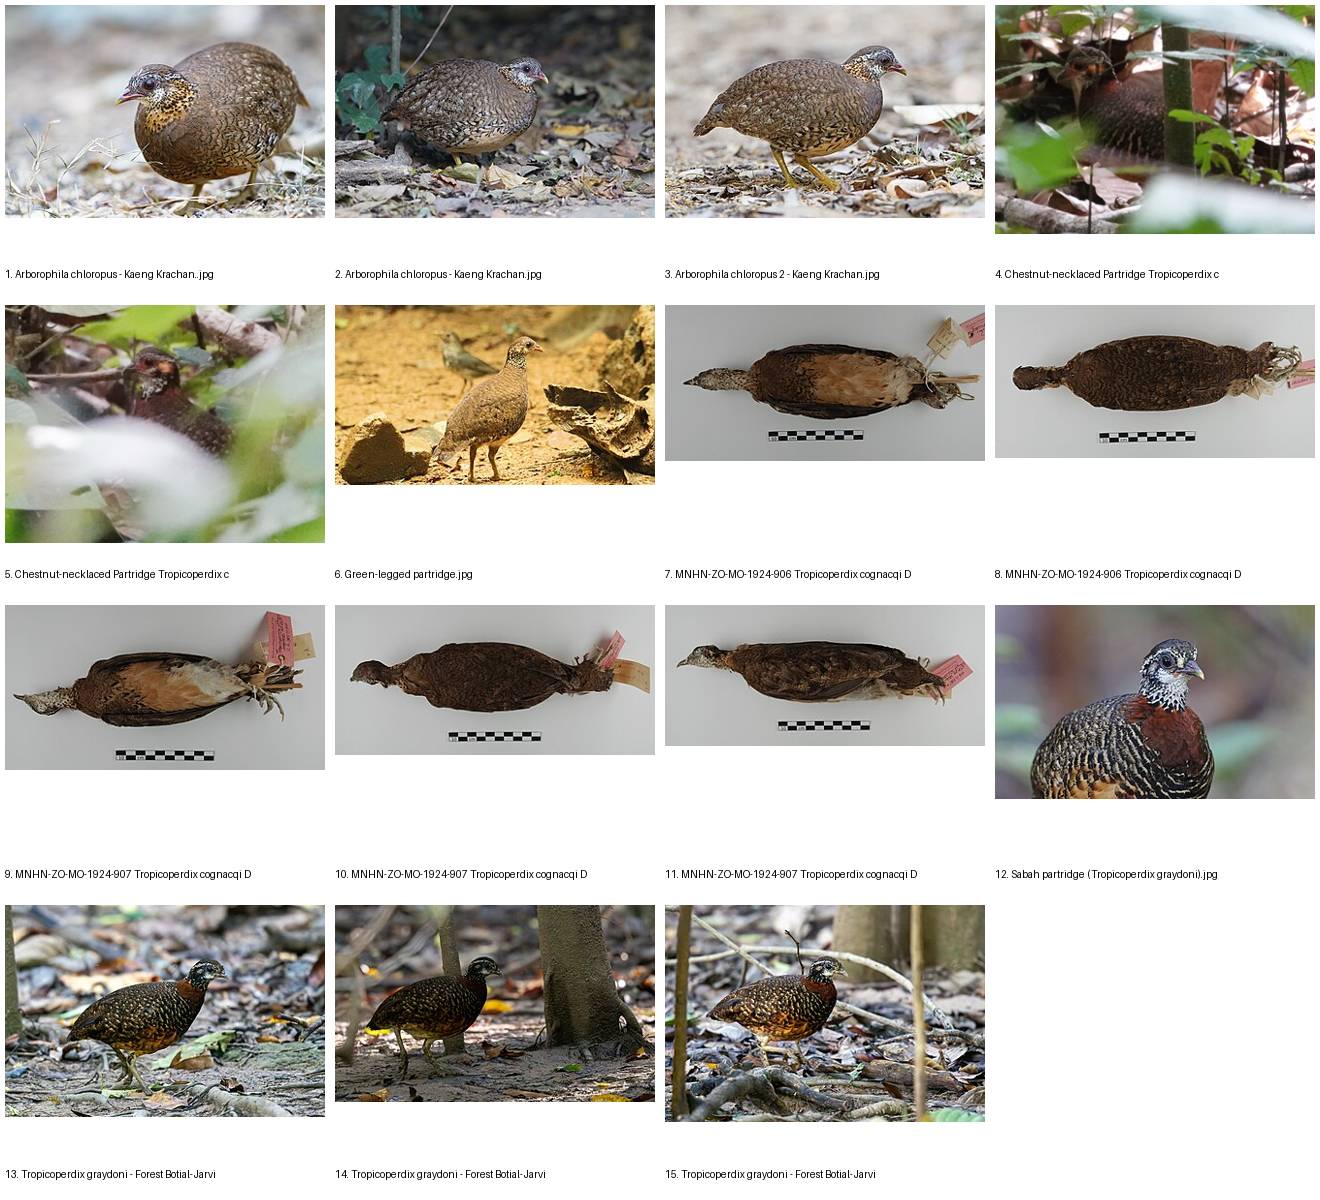 1. Arborophila chloropus - Kaeng Krachan..jpg
2. Arborophila chloropus - Kaeng Krachan.jpg
3. Arborophila chloropus 2 - Kaeng Krachan.jpg
4. Chestnut-necklaced Partridge Tropicoperdix c
5. Chestnut-necklaced Partridge Tropicoperdix c
6. Green-legged partridge.jpg
7. MNHN-ZO-MO-1924-906 Tropicoperdix cognacqi D
8. MNHN-ZO-MO-1924-906 Tropicoperdix cognacqi D
9. MNHN-ZO-MO-1924-907 Tropicoperdix cognacqi D
10. MNHN-ZO-MO-1924-907 Tropicoperdix cognacqi D
11. MNHN-ZO-MO-1924-907 Tropicoperdix cognacqi D
12. Sabah partridge (Tropicoperdix graydoni).jpg
13. Tropicoperdix graydoni - Forest Botial-Jarvi
14. Tropicoperdix graydoni - Forest Botial-Jarvi
15. Tropicoperdix graydoni - Forest Botial-Jarvi